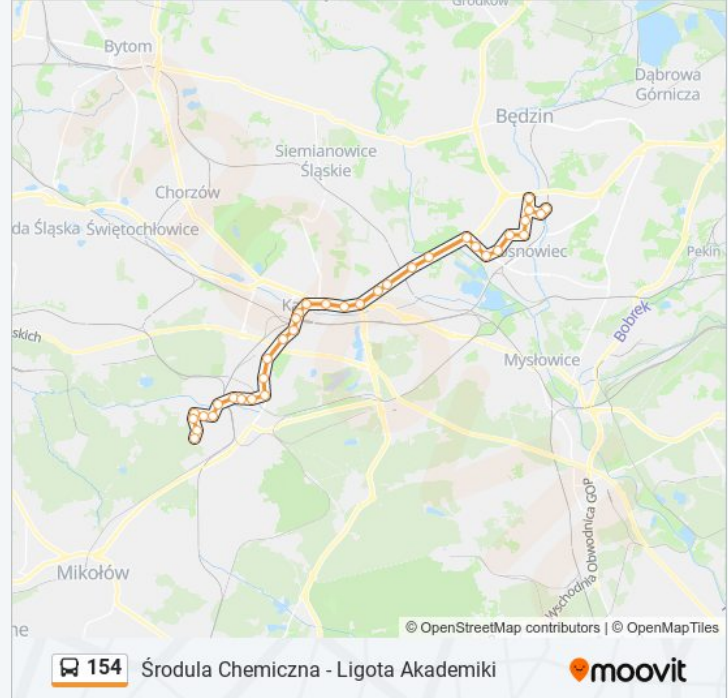 Grodków
Bytom
Dąbrowa
Górnicza
Będzin
Siemianowice
Śląskie
Chorzów
da Śląska Świętochłowice
osnowiec
Pekin
Ka
skich
Bobrek
Mysłowice
Wschodnia Obwodnica GOP
Mikołów
ne
© OpenStreetMap contributors | © OpenMapTiles
154 Środula Chemiczna - Ligota Akademiki
moovit